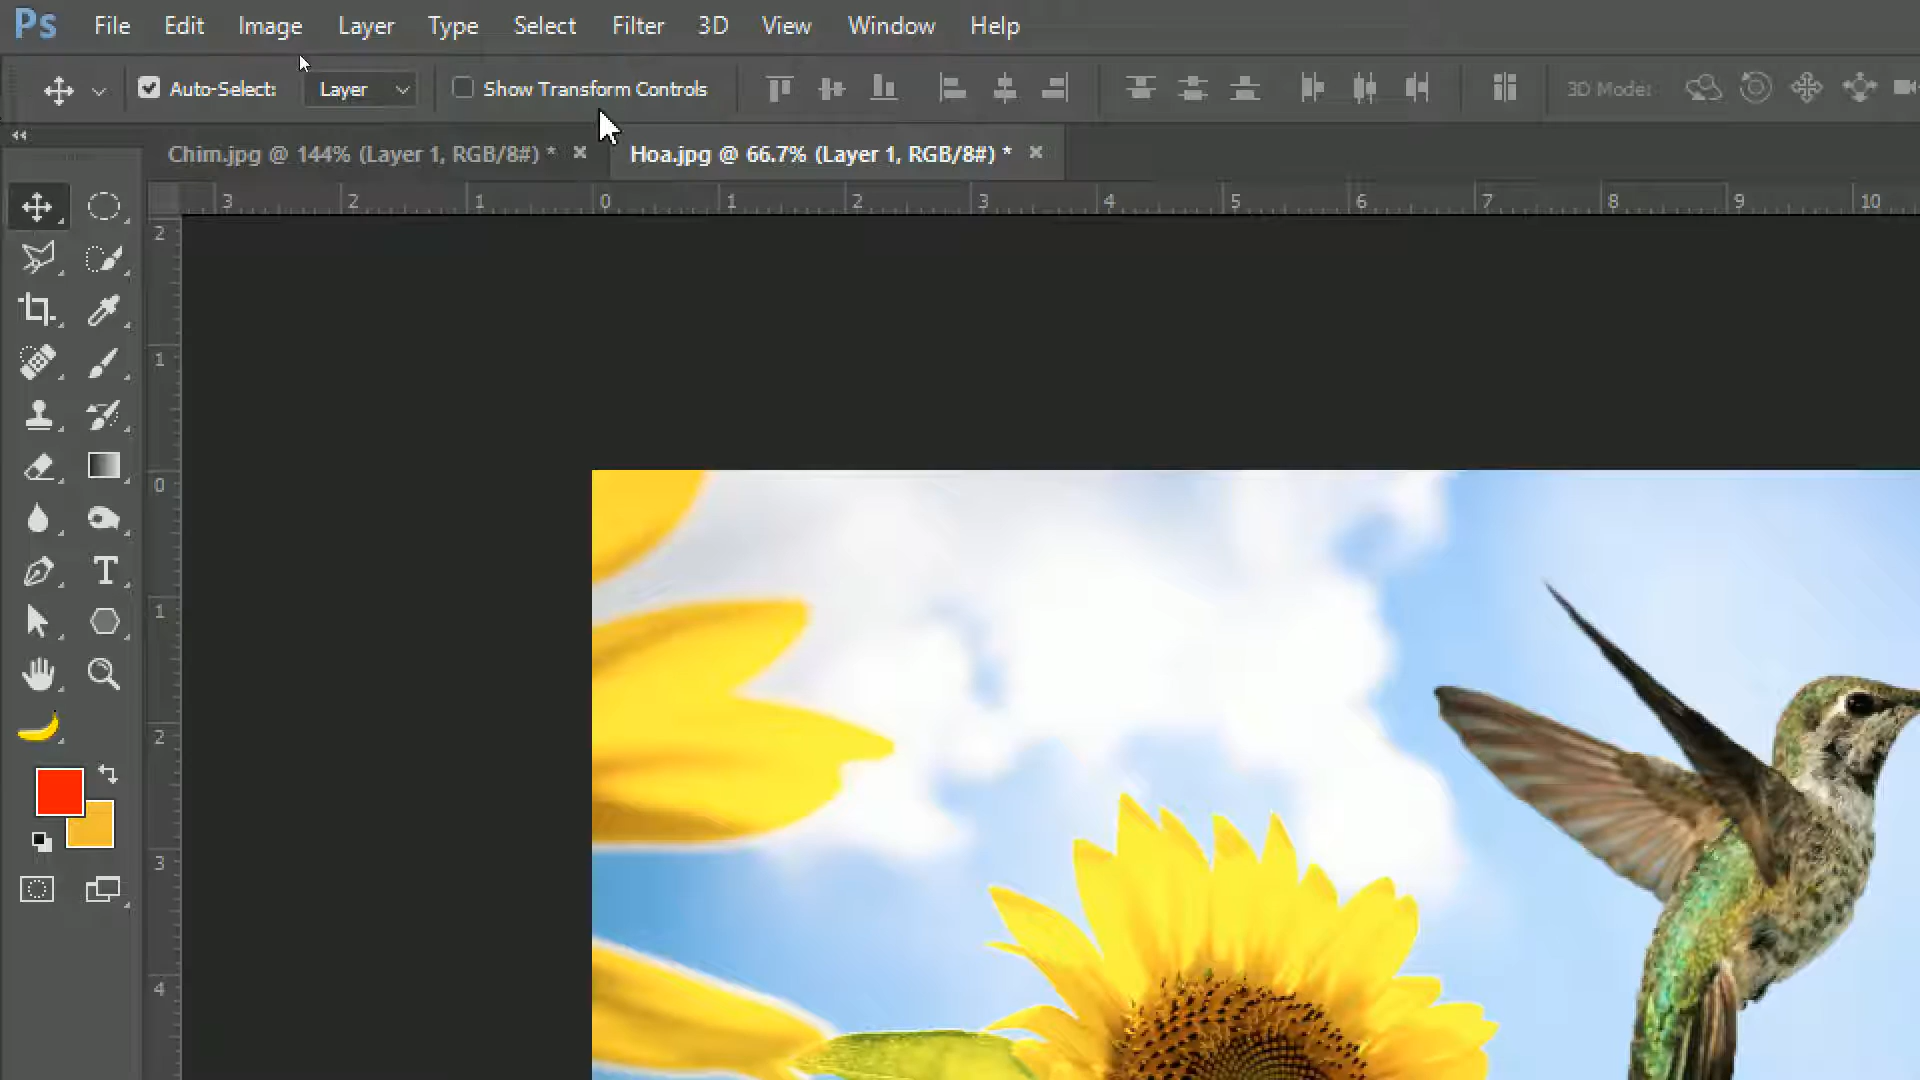 Ps File Edit Image Layer Type Select Filter 3D View Window Help
Auto-Select: Layer Show Transform Controls 3D Mode:
Chim.jpg @ 144% (Layer 1, RGB/8#) * × Hoa.jpg @ 66.7% (Layer 1, RGB/8#) * ×
3 2 1 0 1 2 3 4 5 6 7 8 9 10
2
1
0
1
2
3
4
T